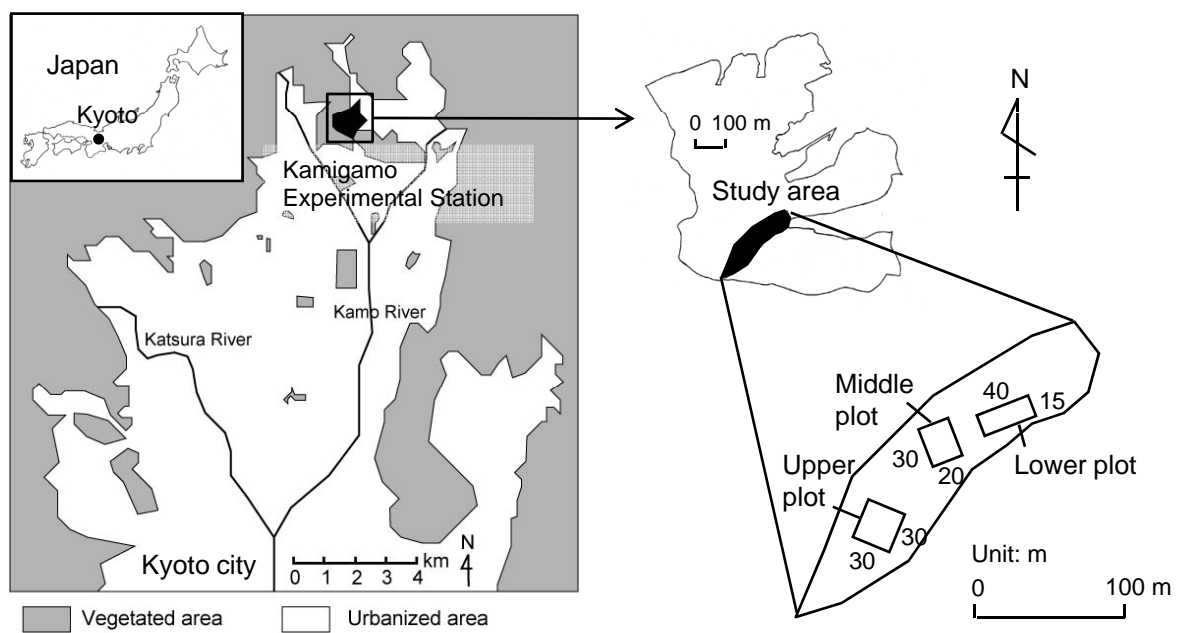 Japan
Kyoto
Kamigamo
Experimental Station
Kamo River
Katsura River
Kyoto city
N
km
0 1 2 3 4
Vegetated area
Urbanized area
0 100 m
N
Study area
Middle
plot
40
15
30
20
Lower plot
Upper
plot
30
30
Unit: m
0 100 m